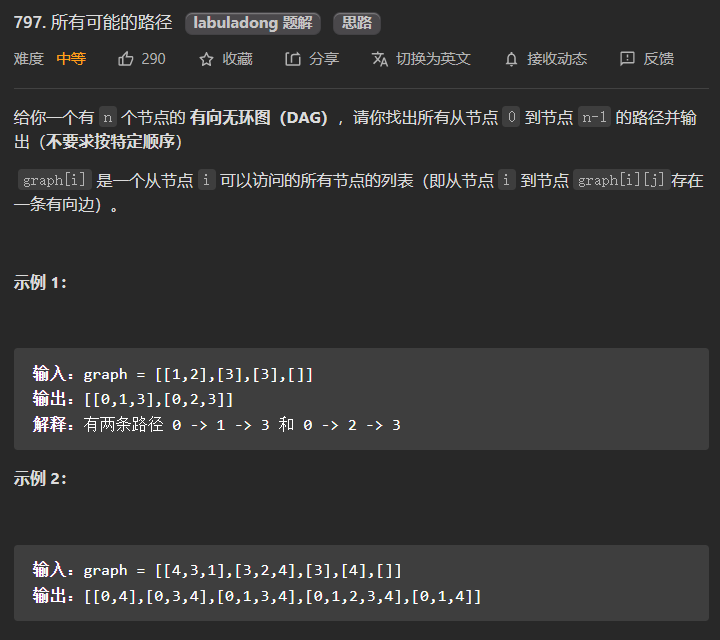 797. 所有可能的路径 labuladong 题解 思路
难度 中等 290 收藏 分享 切换为英文 接收动态 反馈
给你一个有 n 个节点的 有向无环图（DAG），请你找出所有从节点 0 到节点 n-1 的路径并输
出（不要求按特定顺序）
graph[i] 是一个从节点 i 可以访问的所有节点的列表（即从节点 i 到节点 graph[i][j]存在
一条有向边）。
示例 1：
输入：graph = [[1,2],[3],[3],[]]
输出：[[0,1,3],[0,2,3]]
解释：有两条路径 0 -> 1 -> 3 和 0 -> 2 -> 3
示例 2：
输入：graph = [[4,3,1],[3,2,4],[3],[4],[]]
输出：[[0,4],[0,3,4],[0,1,3,4],[0,1,2,3,4],[0,1,4]]